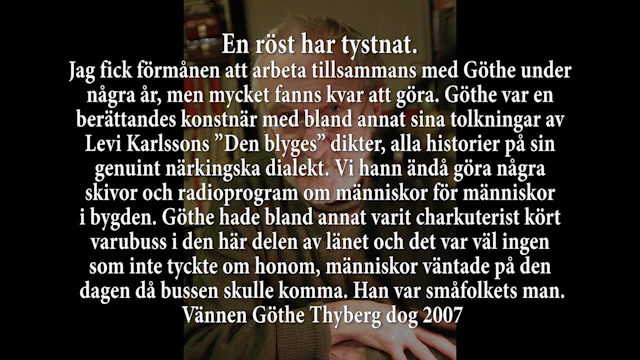 En röst har tystnat.
Jag fick förmånen att arbeta tillsammans med Göthe under
några år, men mycket fanns kvar att göra. Göthe var en
berättandes konstnär med bland annat sina tolkningar av
Levi Karlssons ”Den blyges” dikter, alla historier på sin
genuint närkingska dialekt. Vi hann ändå göra några
skivor och radioprogram om människor för människor
i bygden. Göthe hade bland annat varit charkuterist kört
varubuss i den här delen av länet och det var väl ingen
som inte tyckte om honom, människor väntade på den
dagen då bussen skulle komma. Han var småfolkets man.
Vännen Göthe Thyberg dog 2007